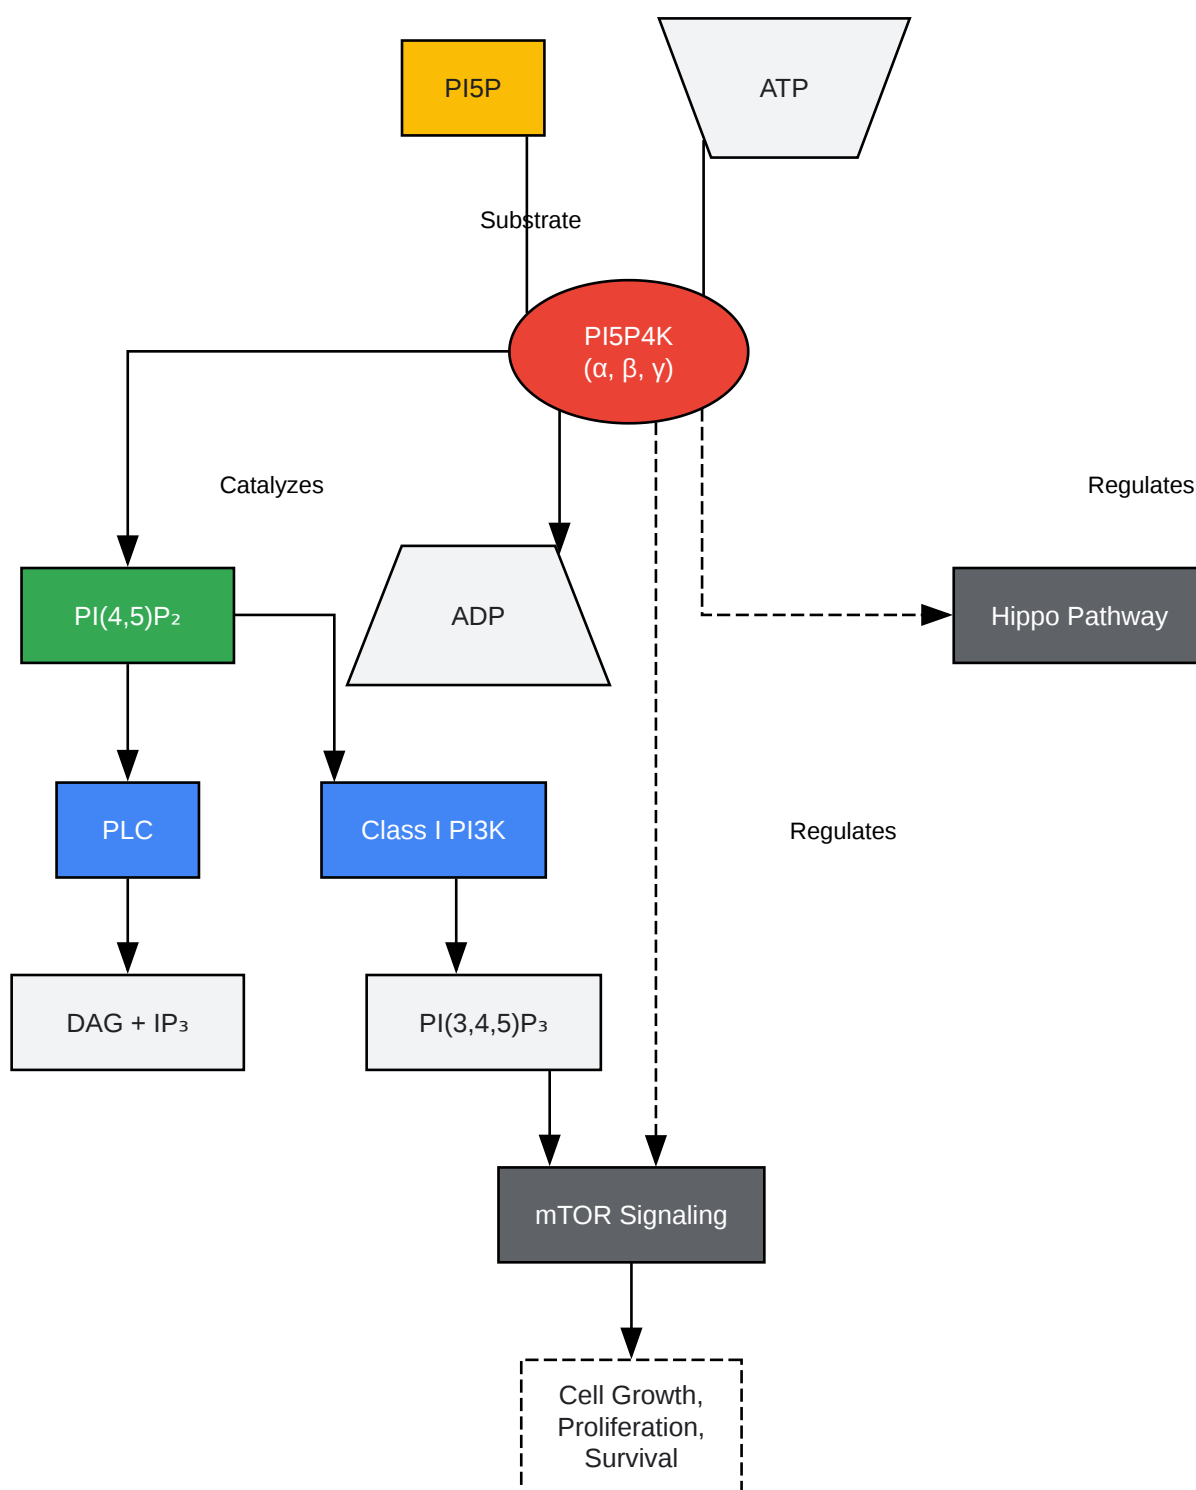 PI5P
ATP
Substrate
PI5P4K
(α, β, γ)
Catalyzes
Regulates
PI(4,5)P₂
ADP
Hippo Pathway
PLC
Class I PI3K
Regulates
DAG + IP₃
PI(3,4,5)P₃
mTOR Signaling
Cell Growth,
Proliferation,
Survival